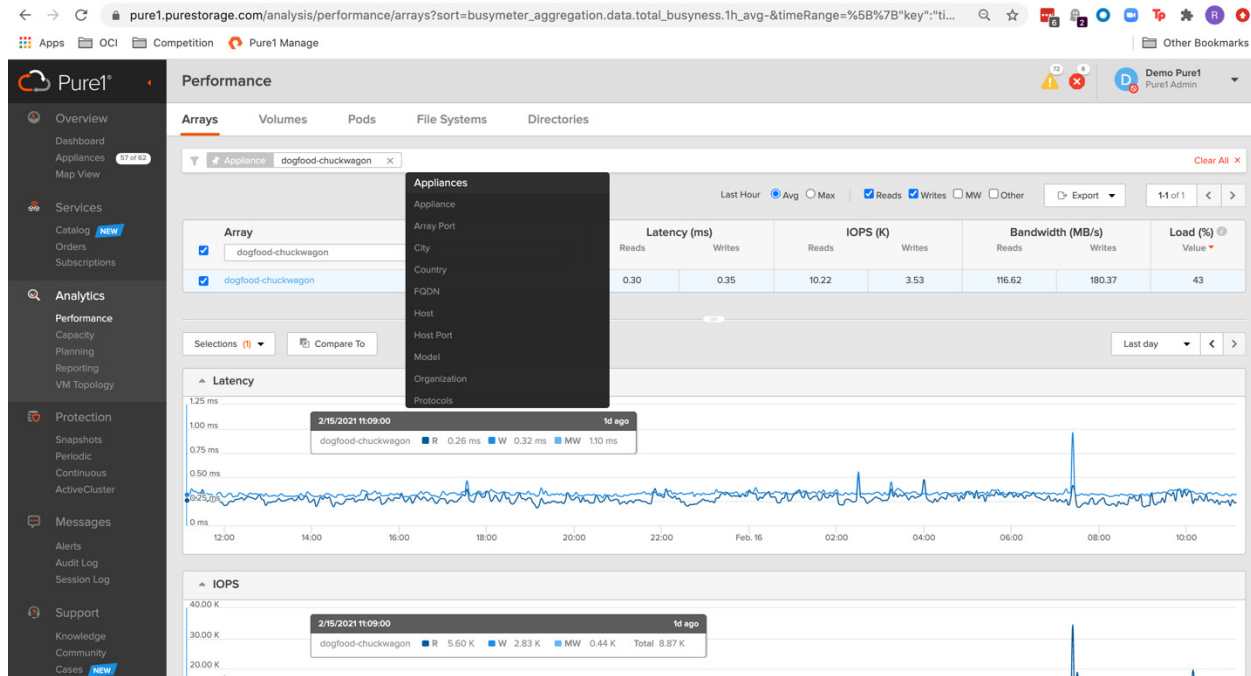 pure1.purestorage.com/analysis/performance/arrays?sort=busymeter_aggregation.data.total_busyness.1h_avg-&timeRange=%5B%7B"key":"ti...
6
2
Tp
R
Apps OCI Competition Pure1 Manage Other Bookmarks
Pure1®
Performance
72
8
D
Demo Pure1
Pure1 Admin
Overview
Dashboard
Appliances 57 of 62
Map View
Services
Catalog NEW
Orders
Subscriptions
Analytics
Performance
Capacity
Planning
Reporting
VM Topology
Protection
Snapshots
Periodic
Continuous
ActiveCluster
Messages
Alerts
Audit Log
Session Log
Support
Knowledge
Community
Cases NEW
Arrays Volumes Pods File Systems Directories
Appliance dogfood-chuckwagon Clear All
Appliances
Appliance
Array Port
City
Country
FQDN
Host
Host Port
Model
Organization
Protocols
Last Hour Avg Max Reads Writes MW Other Export 1-1 of 1
Array Latency (ms) IOPS (K) Bandwidth (MB/s) Load (%)
dogfood-chuckwagon Reads Writes Reads Writes Reads Writes Value
dogfood-chuckwagon 0.30 0.35 10.22 3.53 116.62 180.37 43
Selections (1) Compare To Last day
Latency
1.25 ms
1.00 ms
0.75 ms
0.50 ms
0.25 ms
0 ms
2/15/2021 11:09:00 1d ago
dogfood-chuckwagon R 0.26 ms W 0.32 ms MW 1.10 ms
12:00 14:00 16:00 18:00 20:00 22:00 Feb. 16 02:00 04:00 06:00 08:00 10:00
IOPS
40.00 K
30.00 K
20.00 K
2/15/2021 11:09:00 1d ago
dogfood-chuckwagon R 5.60 K W 2.83 K MW 0.44 K Total 8.87 K